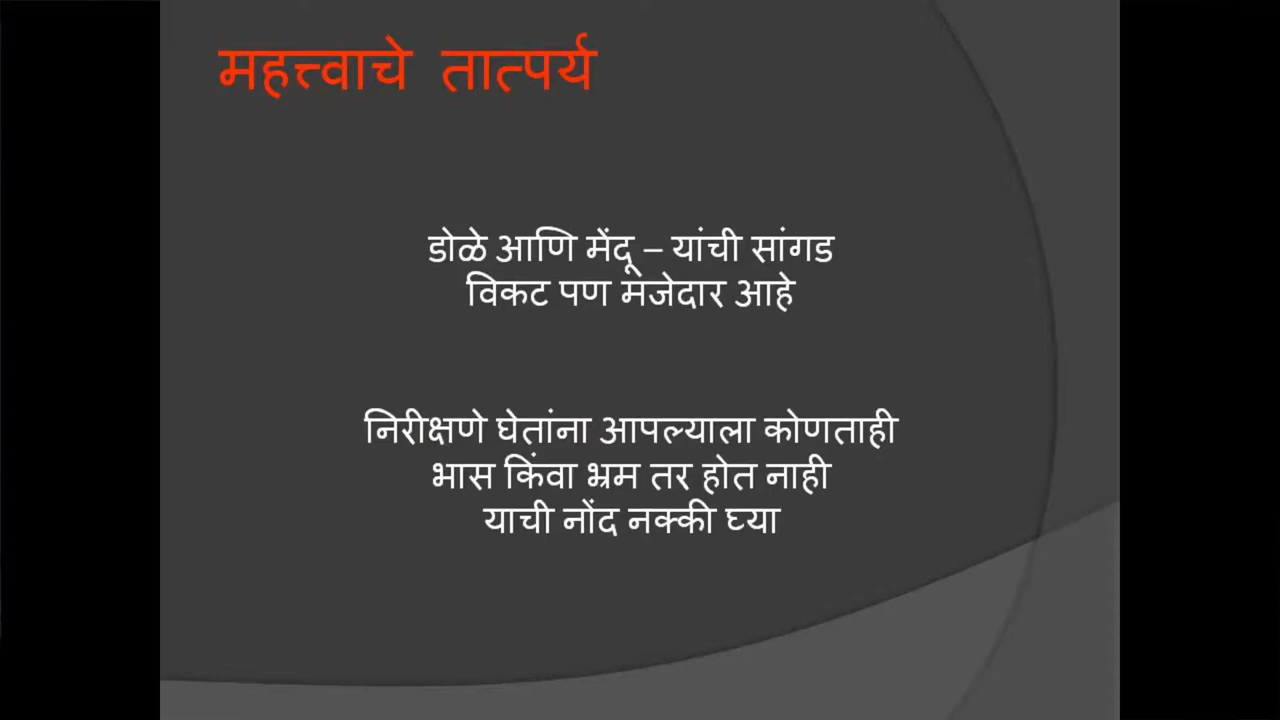 महत्त्वाचे तात्पर्य
डोळे आणि मेंदू – यांची सांगड
विकट पण मजेदार आहे
निरीक्षणे घेतांना आपल्याला कोणताही
भास किंवा भ्रम तर होत नाही
याची नोंद नक्की घ्या